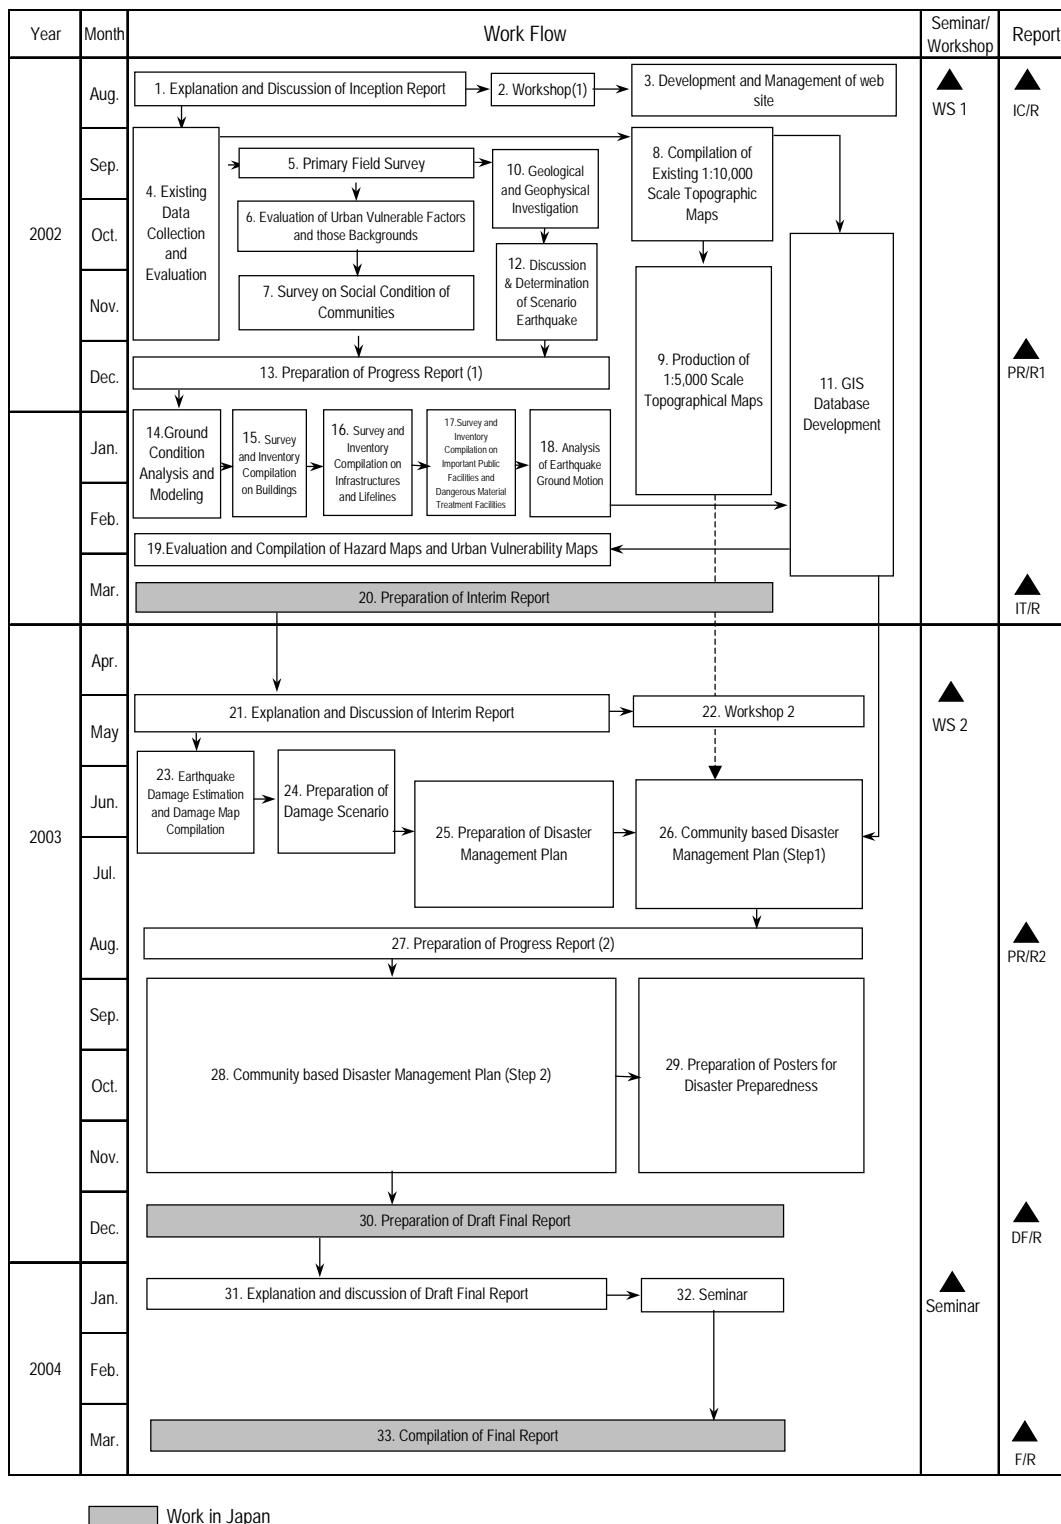 Year
Month
Work Flow
Seminar/
Workshop
Report
2002
Aug.
1. Explanation and Discussion of Inception Report
2. Workshop(1)
3. Development and Management of web
site
WS 1
IC/R
Sep.
4. Existing
Data
Collection
and
Evaluation
5. Primary Field Survey
10. Geological
and
Geophysical
Investigation
8. Compilation of
Existing 1:10,000
Scale Topographic
Maps
Oct.
6. Evaluation of Urban Vulnerable Factors
and those Backgrounds
12. Discussion
& Determination
of Scenario
Earthquake
Nov.
7. Survey on Social Condition of
Communities
9. Production of
1:5,000 Scale
Topographical Maps
11. GIS
Database
Development
Dec.
13. Preparation of Progress Report (1)
PR/R1
Jan.
14.Ground
Condition
Analysis and
Modeling
15. Survey
and Inventory
Compilation
on Buildings
16. Survey and
Inventory
Compilation on
Infrastructures
and Lifelines
17.Survey and
Inventory
Compilation on
Important Public
Facilities and
Dangerous Material
Treatment Facilities
18. Analysis
of Earthquake
Ground Motion
Feb.
19.Evaluation and Compilation of Hazard Maps and Urban Vulnerability Maps
Mar.
20. Preparation of Interim Report
IT/R
2003
Apr.
May
21. Explanation and Discussion of Interim Report
22. Workshop 2
WS 2
Jun.
23. Earthquake
Damage Estimation
and Damage Map
Compilation
24. Preparation of
Damage Scenario
25. Preparation of Disaster
Management Plan
26. Community based Disaster
Management Plan (Step1)
Jul.
Aug.
27. Preparation of Progress Report (2)
PR/R2
Sep.
Oct.
28. Community based Disaster Management Plan (Step 2)
29. Preparation of Posters for
Disaster Preparedness
Nov.
Dec.
30. Preparation of Draft Final Report
DF/R
2004
Jan.
31. Explanation and discussion of Draft Final Report
32. Seminar
Seminar
Feb.
Mar.
33. Compilation of Final Report
F/R
Work in Japan